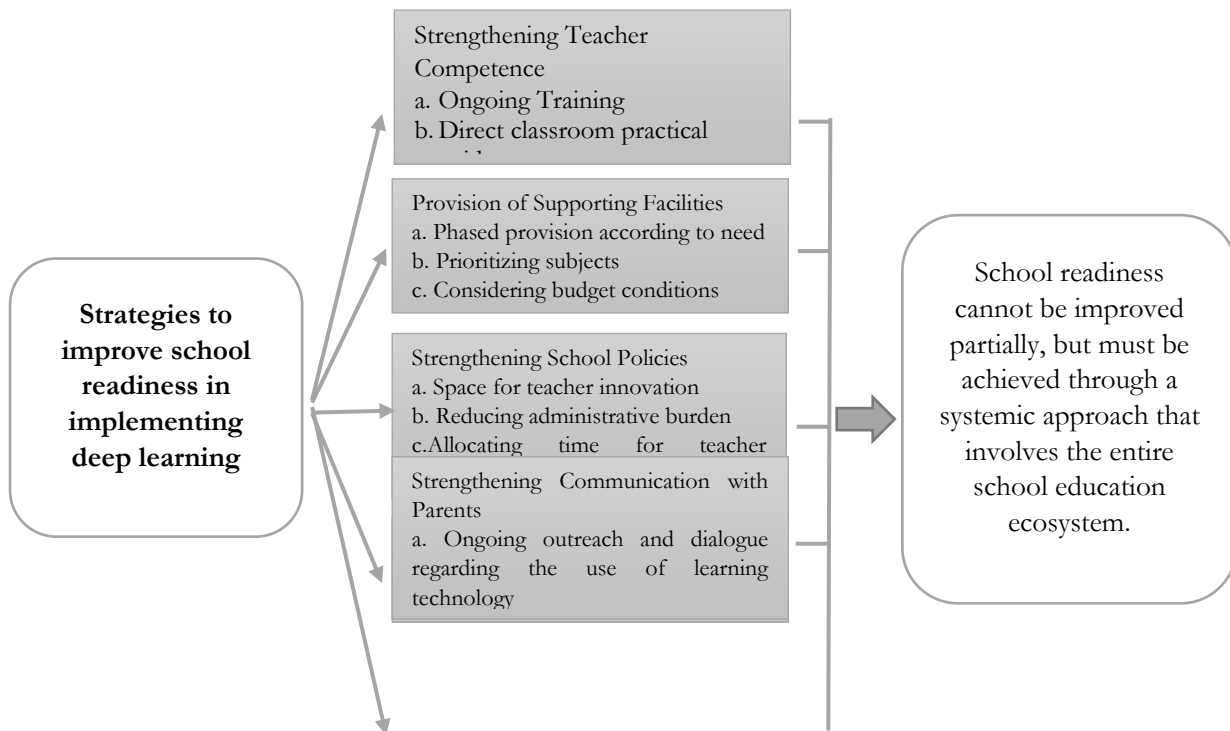 Strategies to
improve school
readiness in
implementing
deep learning
Strengthening Teacher
Competence
a. Ongoing Training
b. Direct classroom practical
Provision of Supporting Facilities
a. Phased provision according to need
b. Prioritizing subjects
c. Considering budget conditions
Strengthening School Policies
a. Space for teacher innovation
b. Reducing administrative burden
c.Allocating time for teacher
Strengthening Communication with
Parents
a. Ongoing outreach and dialogue
regarding the use of learning
technology
School readiness
cannot be improved
partially, but must be
achieved through a
systemic approach that
involves the entire
school education
ecosystem.